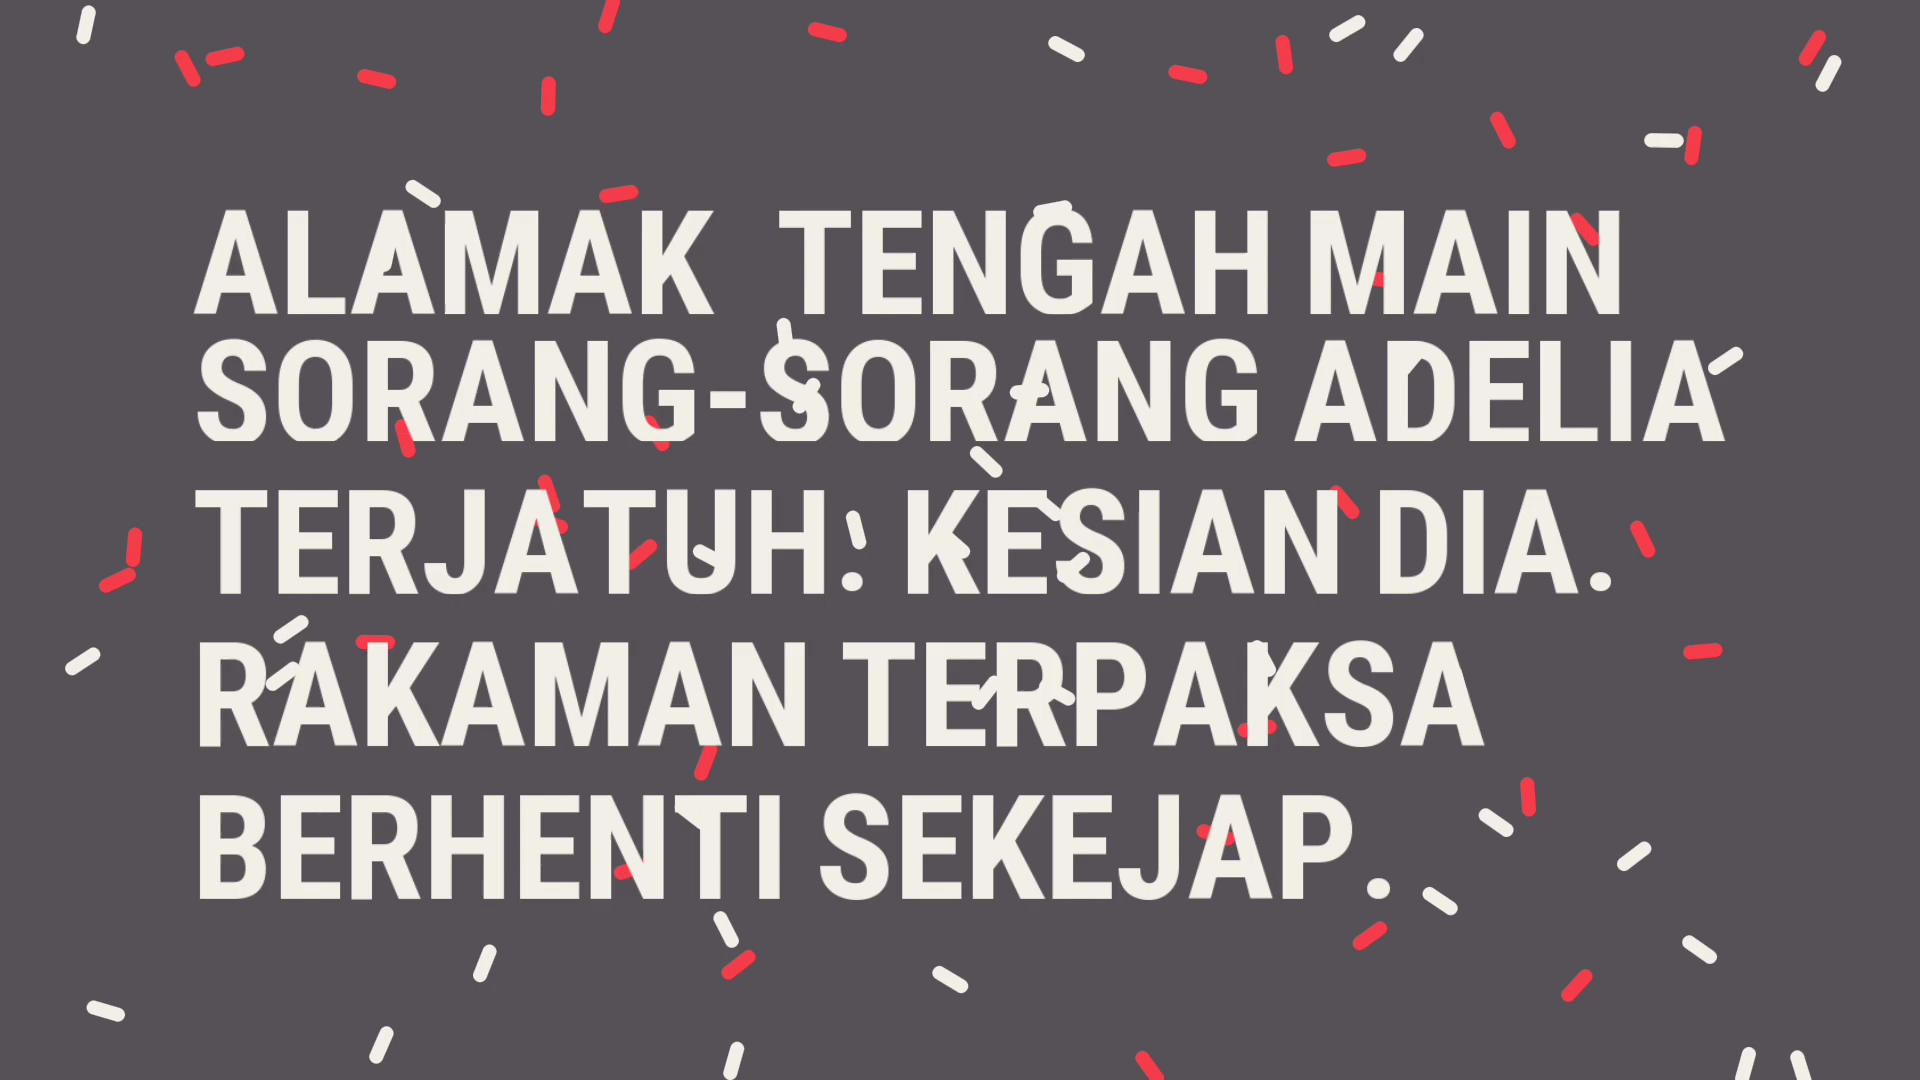 ALAMAK TENGAH MAIN
SORANG-SORANG ADELIA
TERJATUH: KESIAN DIA.
RAKAMAN TERPAKSA
BERHENTI SEKEJAP.